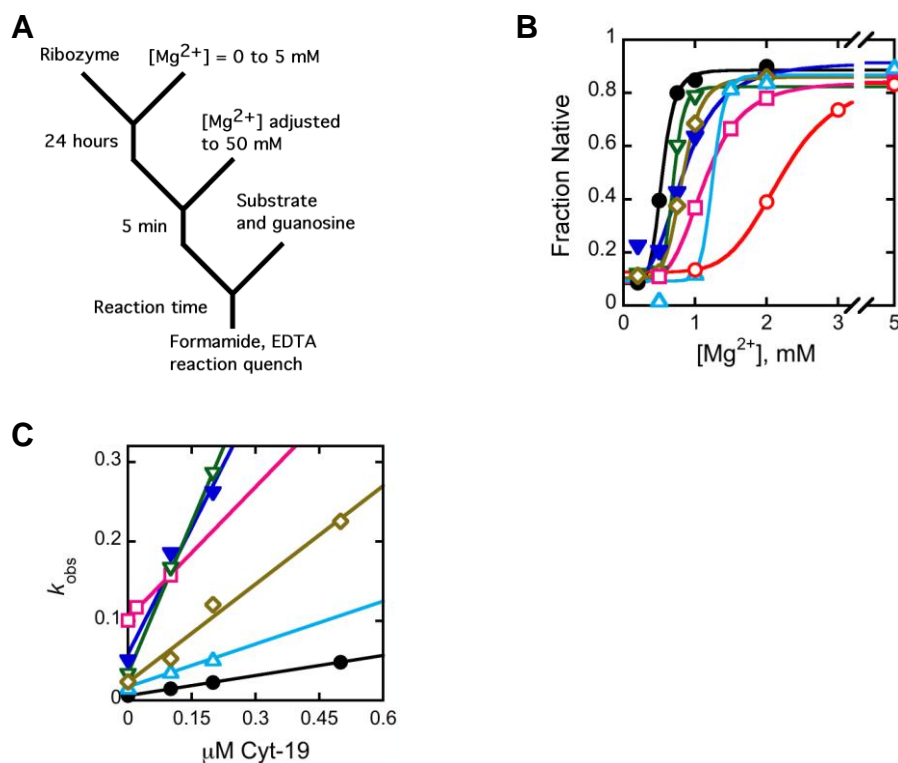 A
Ribozyme
[Mg2+] = 0 to 5 mM
24 hours
[Mg2+] adjusted
to 50 mM
5 min
Substrate
and guanosine
Reaction time
Formamide, EDTA
reaction quench
B
Fraction Native
1
0.8
0.6
0.4
0.2
0
0 1 2 3 5
[Mg2+], mM
C
kobs
0.3
0.2
0.1
0
0 0.15 0.3 0.45 0.6
μM Cyt-19